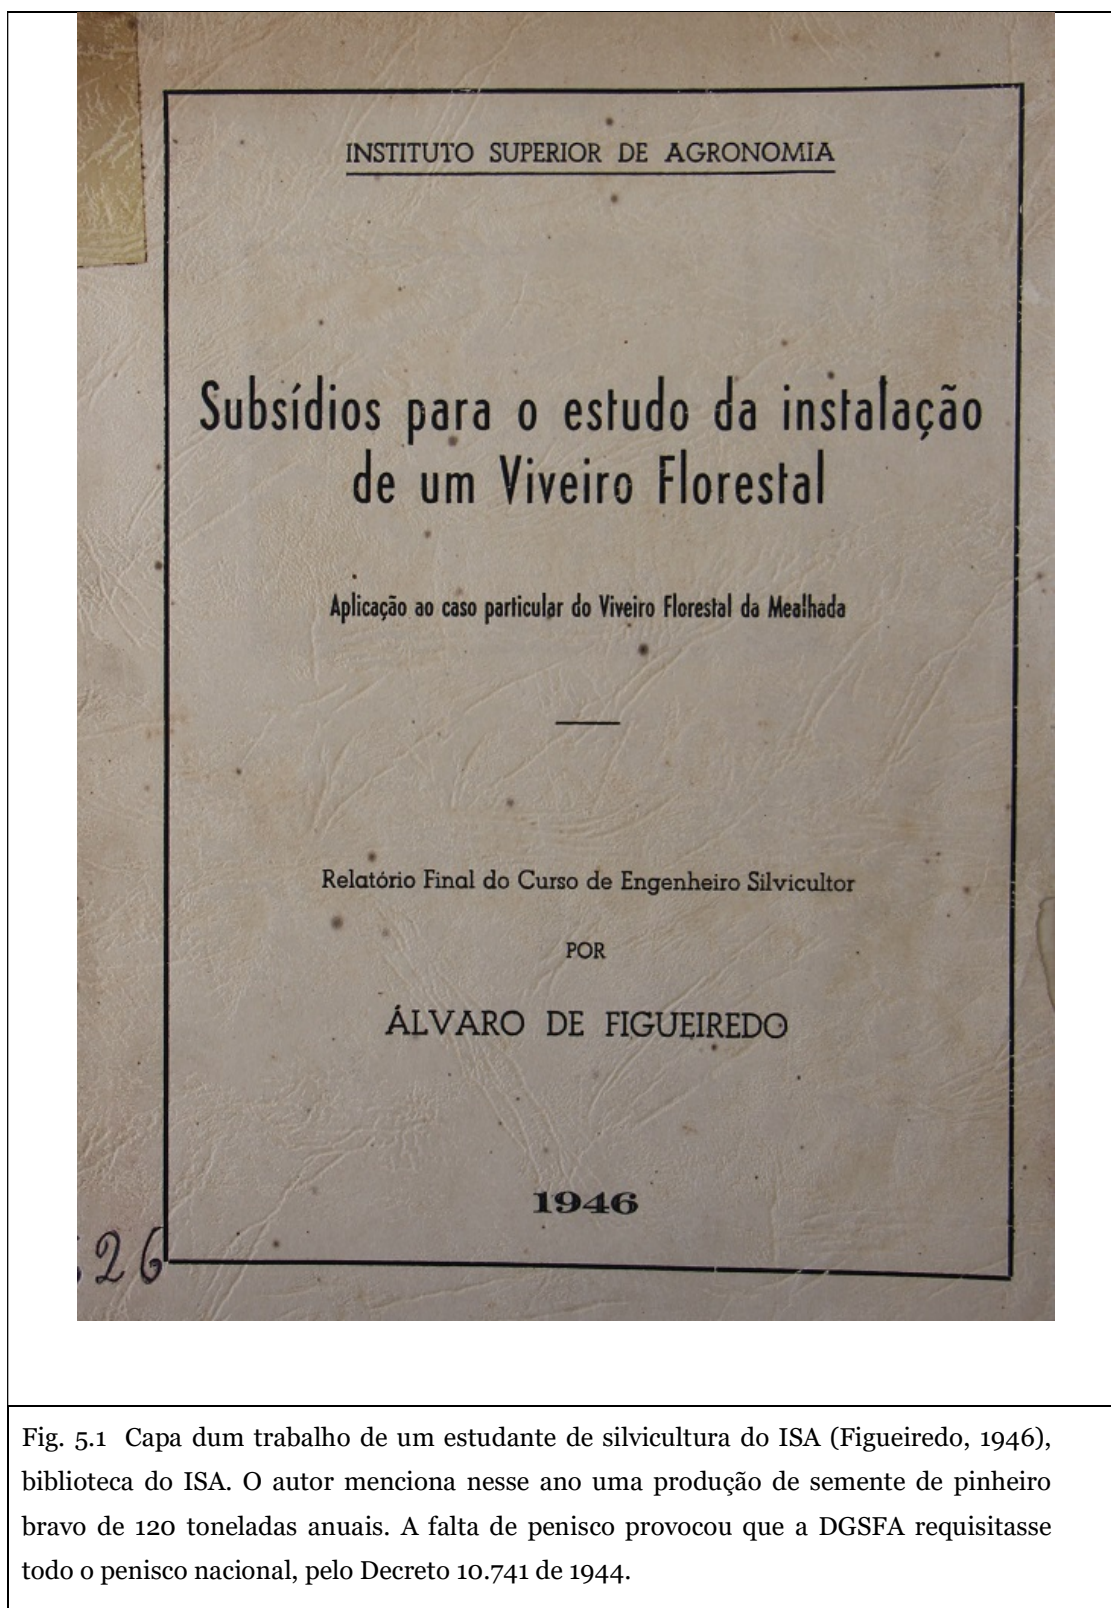 INSTITUTO SUPERIOR DE AGRONOMIA
Subsídios para o estudo da instalação
de um Viveiro Florestal
Aplicação ao caso particular do Viveiro Florestal da Mealhada
Relatório Final do Curso de Engenheiro Silvicultor
POR
ÁLVARO DE FIGUEIREDO
1946
26
Fig. 5.1 Capa dum trabalho de um estudante de silvicultura do ISA (Figueiredo, 1946),
biblioteca do ISA. O autor menciona nesse ano uma produção de semente de pinheiro
bravo de 120 toneladas anuais. A falta de penisco provocou que a DGSFA requisitasse
todo o penisco nacional, pelo Decreto 10.741 de 1944.